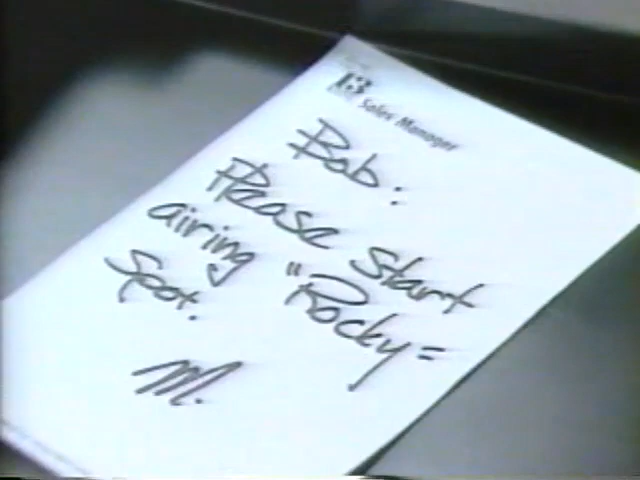 13
Sales Manager
Bob:
Please start
airing "Rocky"
Spot.
M.